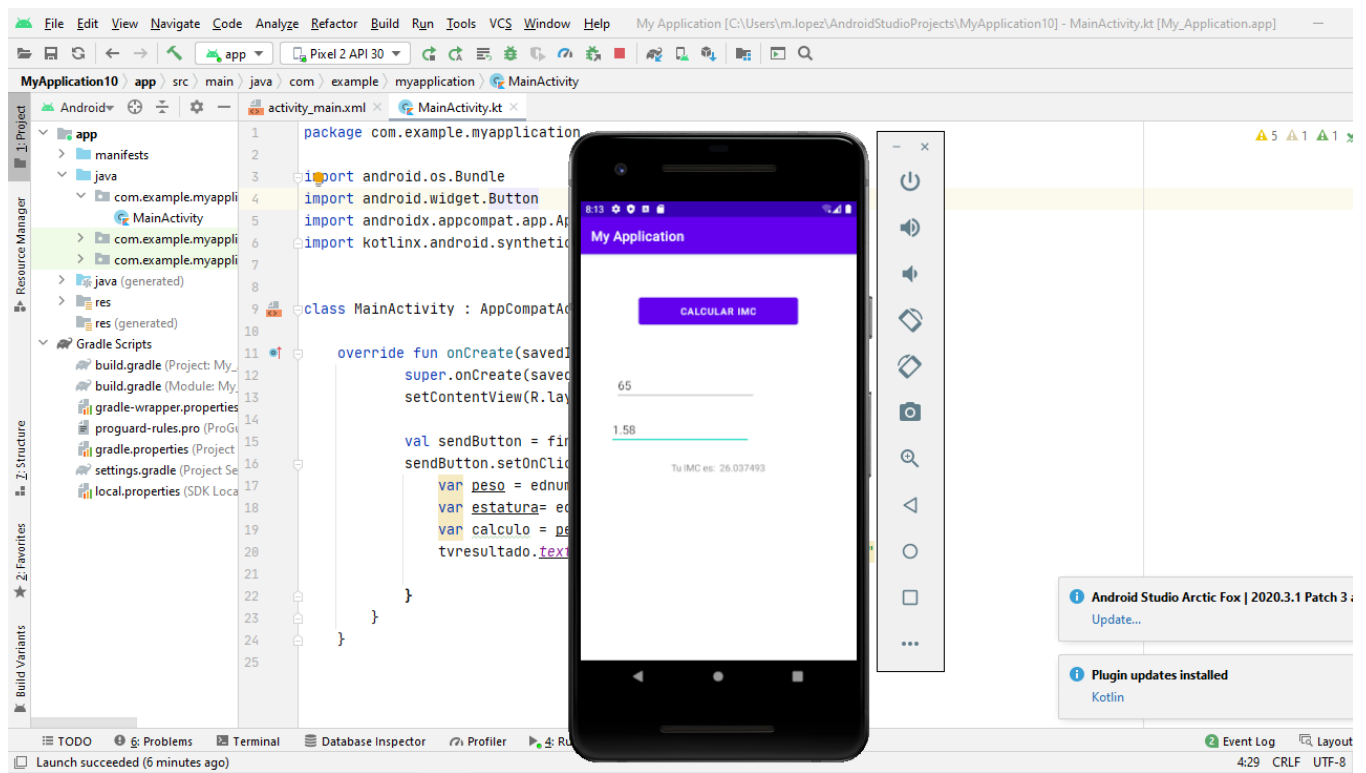 File Edit View Navigate Code Analyze Refactor Build Run Tools VCS Window Help My Application [C:\Users\m.lopez\AndroidStudioProjects\MyApplication10] - MainActivity.kt [My_Application.app]
app Pixel 2 API 30
MyApplication10 app src main java com example myapplication MainActivity
1: Project
Resource Manager
7: Structure
2: Favorites
Build Variants
Android
app
manifests
java
com.example.myappli
MainActivity
com.example.myappli
com.example.myappli
java (generated)
res
res (generated)
Gradle Scripts
build.gradle (Project: My_
build.gradle (Module: My_
gradle-wrapper.properties
proguard-rules.pro (ProGu
gradle.properties (Project
settings.gradle (Project Se
local.properties (SDK Loca
activity_main.xml MainActivity.kt
5 1 1
1 package com.example.myapplication
2
3 import android.os.Bundle
4 import android.widget.Button
5 import androidx.appcompat.app.Ap
6 import kotlinx.android.synthetic
7
8
9 class MainActivity : AppCompatAc
10
11 override fun onCreate(savedI
12 super.onCreate(saved
13 setContentView(R.lay
14
15 val sendButton = fin
16 sendButton.setOnClic
17 var peso = ednum
18 var estatura= ed
19 var calculo = pe
20 tvresultado.text "
21
22 }
23 }
24 }
25
8:13
My Application
CALCULAR IMC
65
1.58
Tu IMC es: 26.037493
Android Studio Arctic Fox | 2020.3.1 Patch 3 a
Update...
Plugin updates installed
Kotlin
TODO 6: Problems Terminal Database Inspector Profiler 4: Ru 2 Event Log Layout
Launch succeeded (6 minutes ago) 4:29 CRLF UTF-8